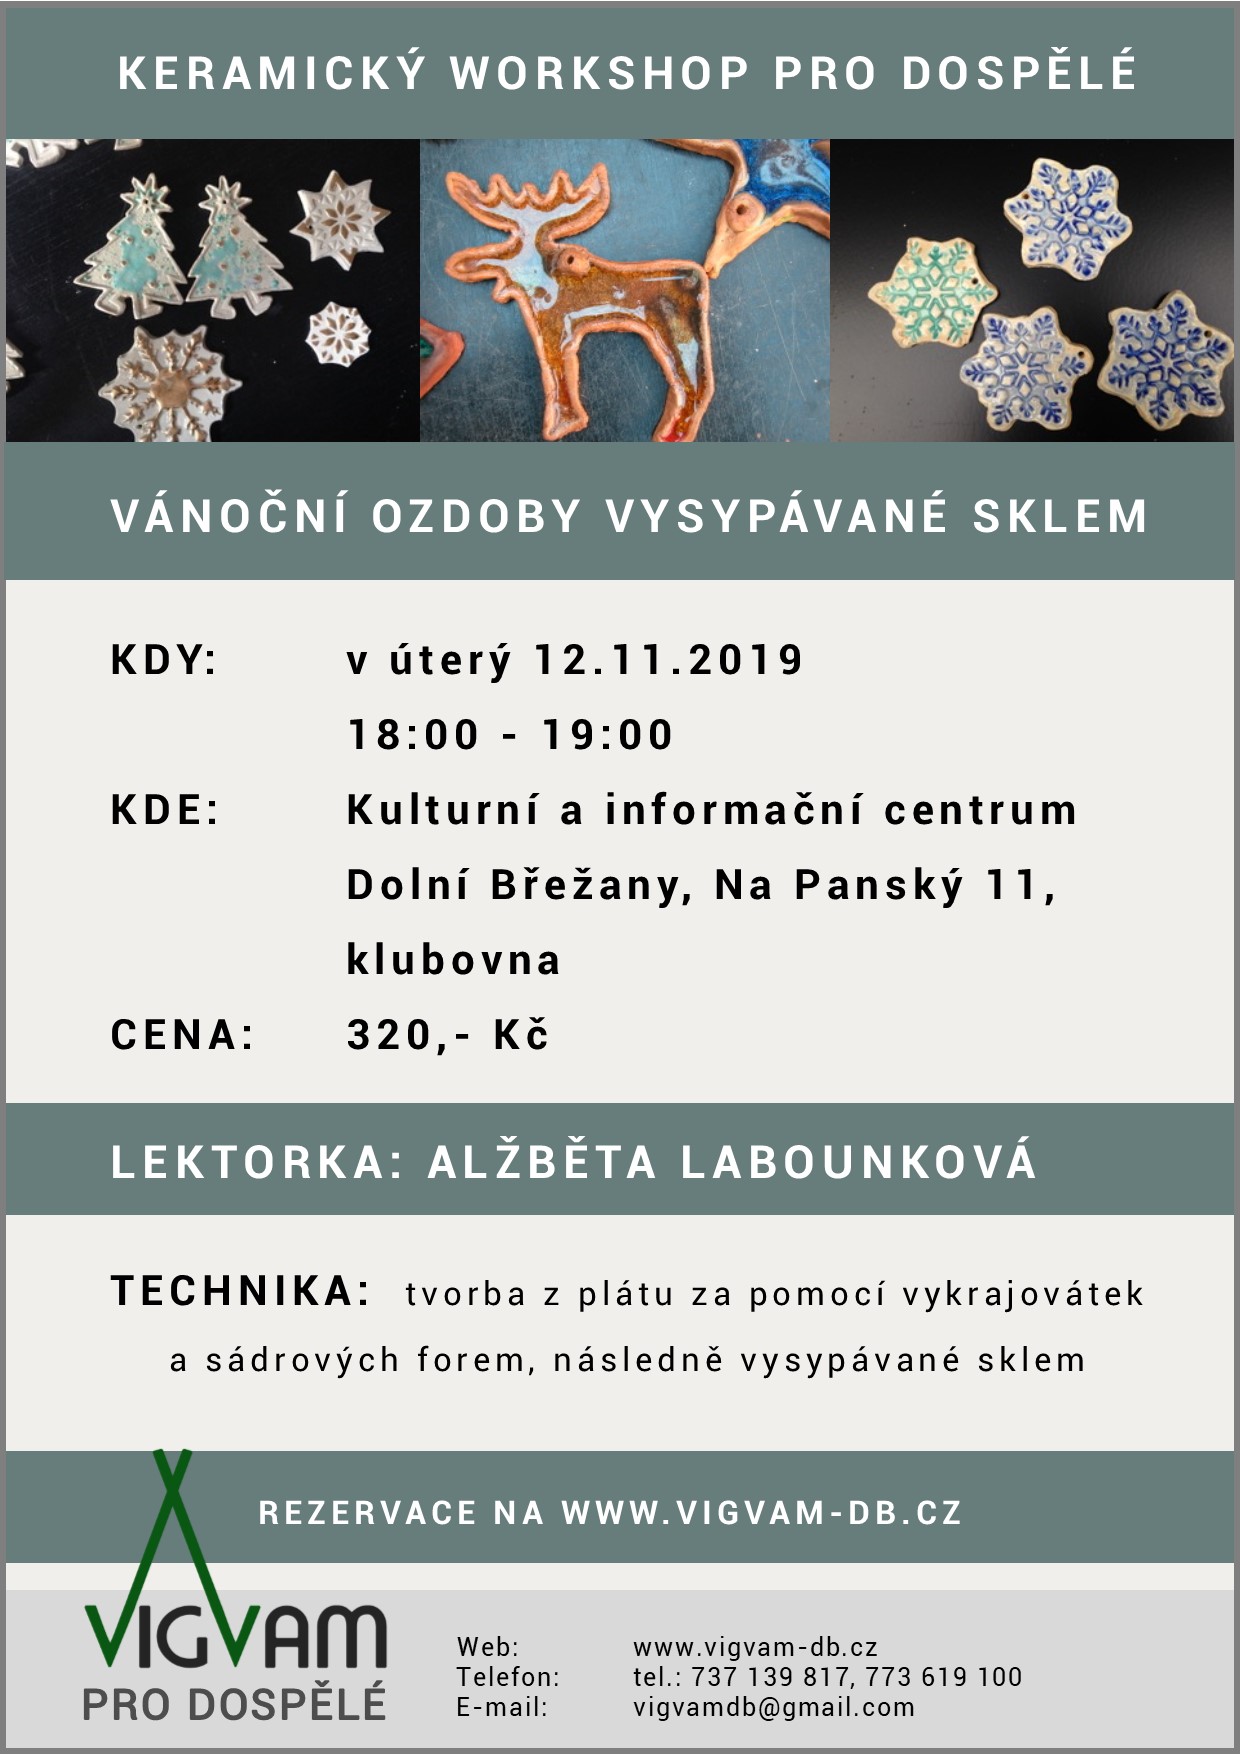 KERAMICKÝ WORKSHOP PRO DOSPĚLÉ
VÁNOČNÍ OZDOBY VYSYPÁVANÉ SKLEM
KDY: v úterý 12.11.2019
18:00 - 19:00
KDE: Kulturní a informační centrum
Dolní Břežany, Na Panský 11,
klubovna
CENA: 320,- Kč
LEKTORKA: ALŽBĚTA LABOUNKOVÁ
TECHNIKA: tvorba z plátu za pomocí vykrajovátek
a sádrových forem, následně vysypávané sklem
REZERVACE NA WWW.VIGVAM-DB.CZ
VIGVAM
PRO DOSPĚLÉ
Web: www.vigvam-db.cz
Telefon: tel.: 737 139 817, 773 619 100
E-mail: vigvamdb@gmail.com